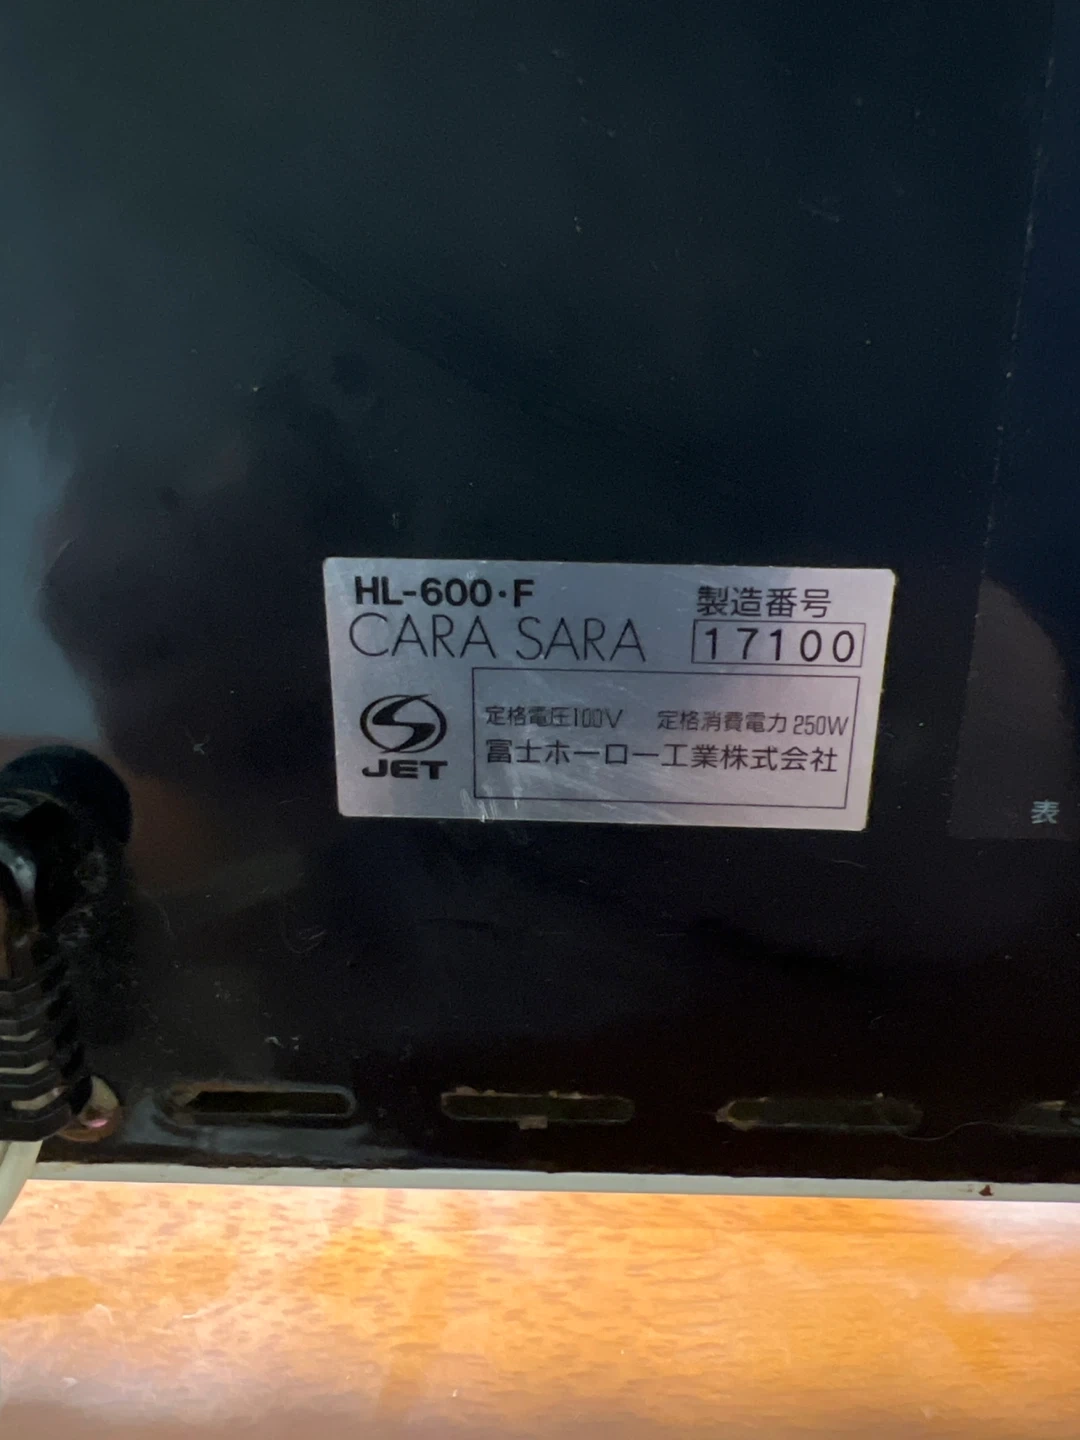 HL-600·F
製造番号
CARA SARA
17100
定格電圧100V 定格消費電力250W
富士ホーロー工業株式会社
JET
表